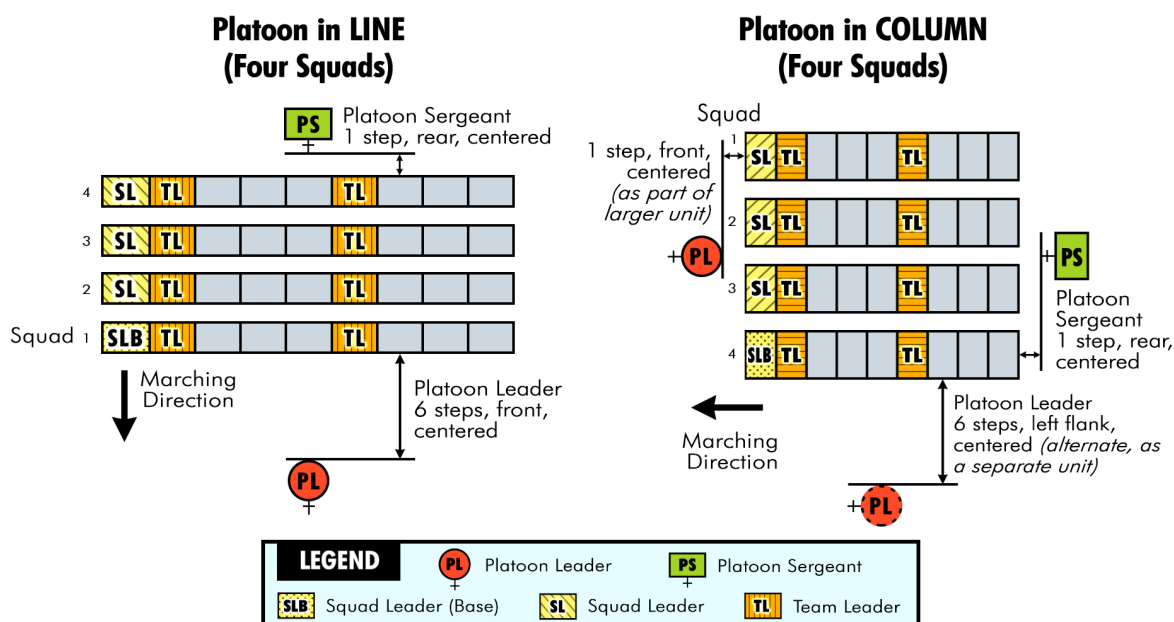 Platoon in LINE
(Four Squads)
PS
Platoon Sergeant
1 step, rear, centered
4 SL TL TL
3 SL TL TL
2 SL TL TL
Squad 1 SLB TL TL
Marching
Direction
Platoon Leader
6 steps, front,
centered
PL
Platoon in COLUMN
(Four Squads)
Squad
1 SL TL TL
1 step, front,
centered
(as part of
larger unit)
2 SL TL TL
PL
PS
3 SL TL TL
Platoon
Sergeant
1 step, rear,
centered
4 SLB TL TL
Marching
Direction
Platoon Leader
6 steps, left flank,
centered (alternate, as
a separate unit)
PL
LEGEND
PL Platoon Leader
PS Platoon Sergeant
SLB Squad Leader (Base)
SL Squad Leader
TL Team Leader